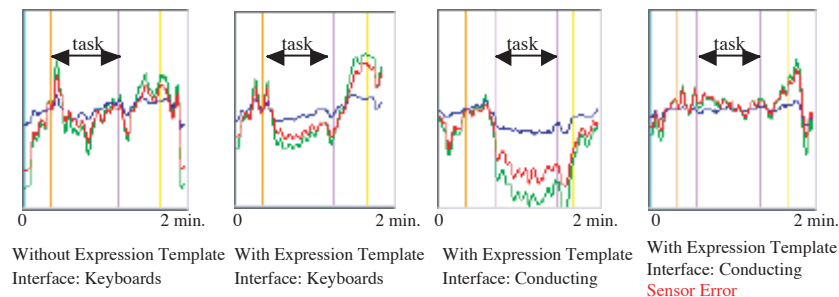 task
task
task
task
0 2 min.
0 2 min.
0 2 min.
0 2 min.
Without Expression Template
Interface: Keyboards
With Expression Template
Interface: Keyboards
With Expression Template
Interface: Conducting
With Expression Template
Interface: Conducting
Sensor Error